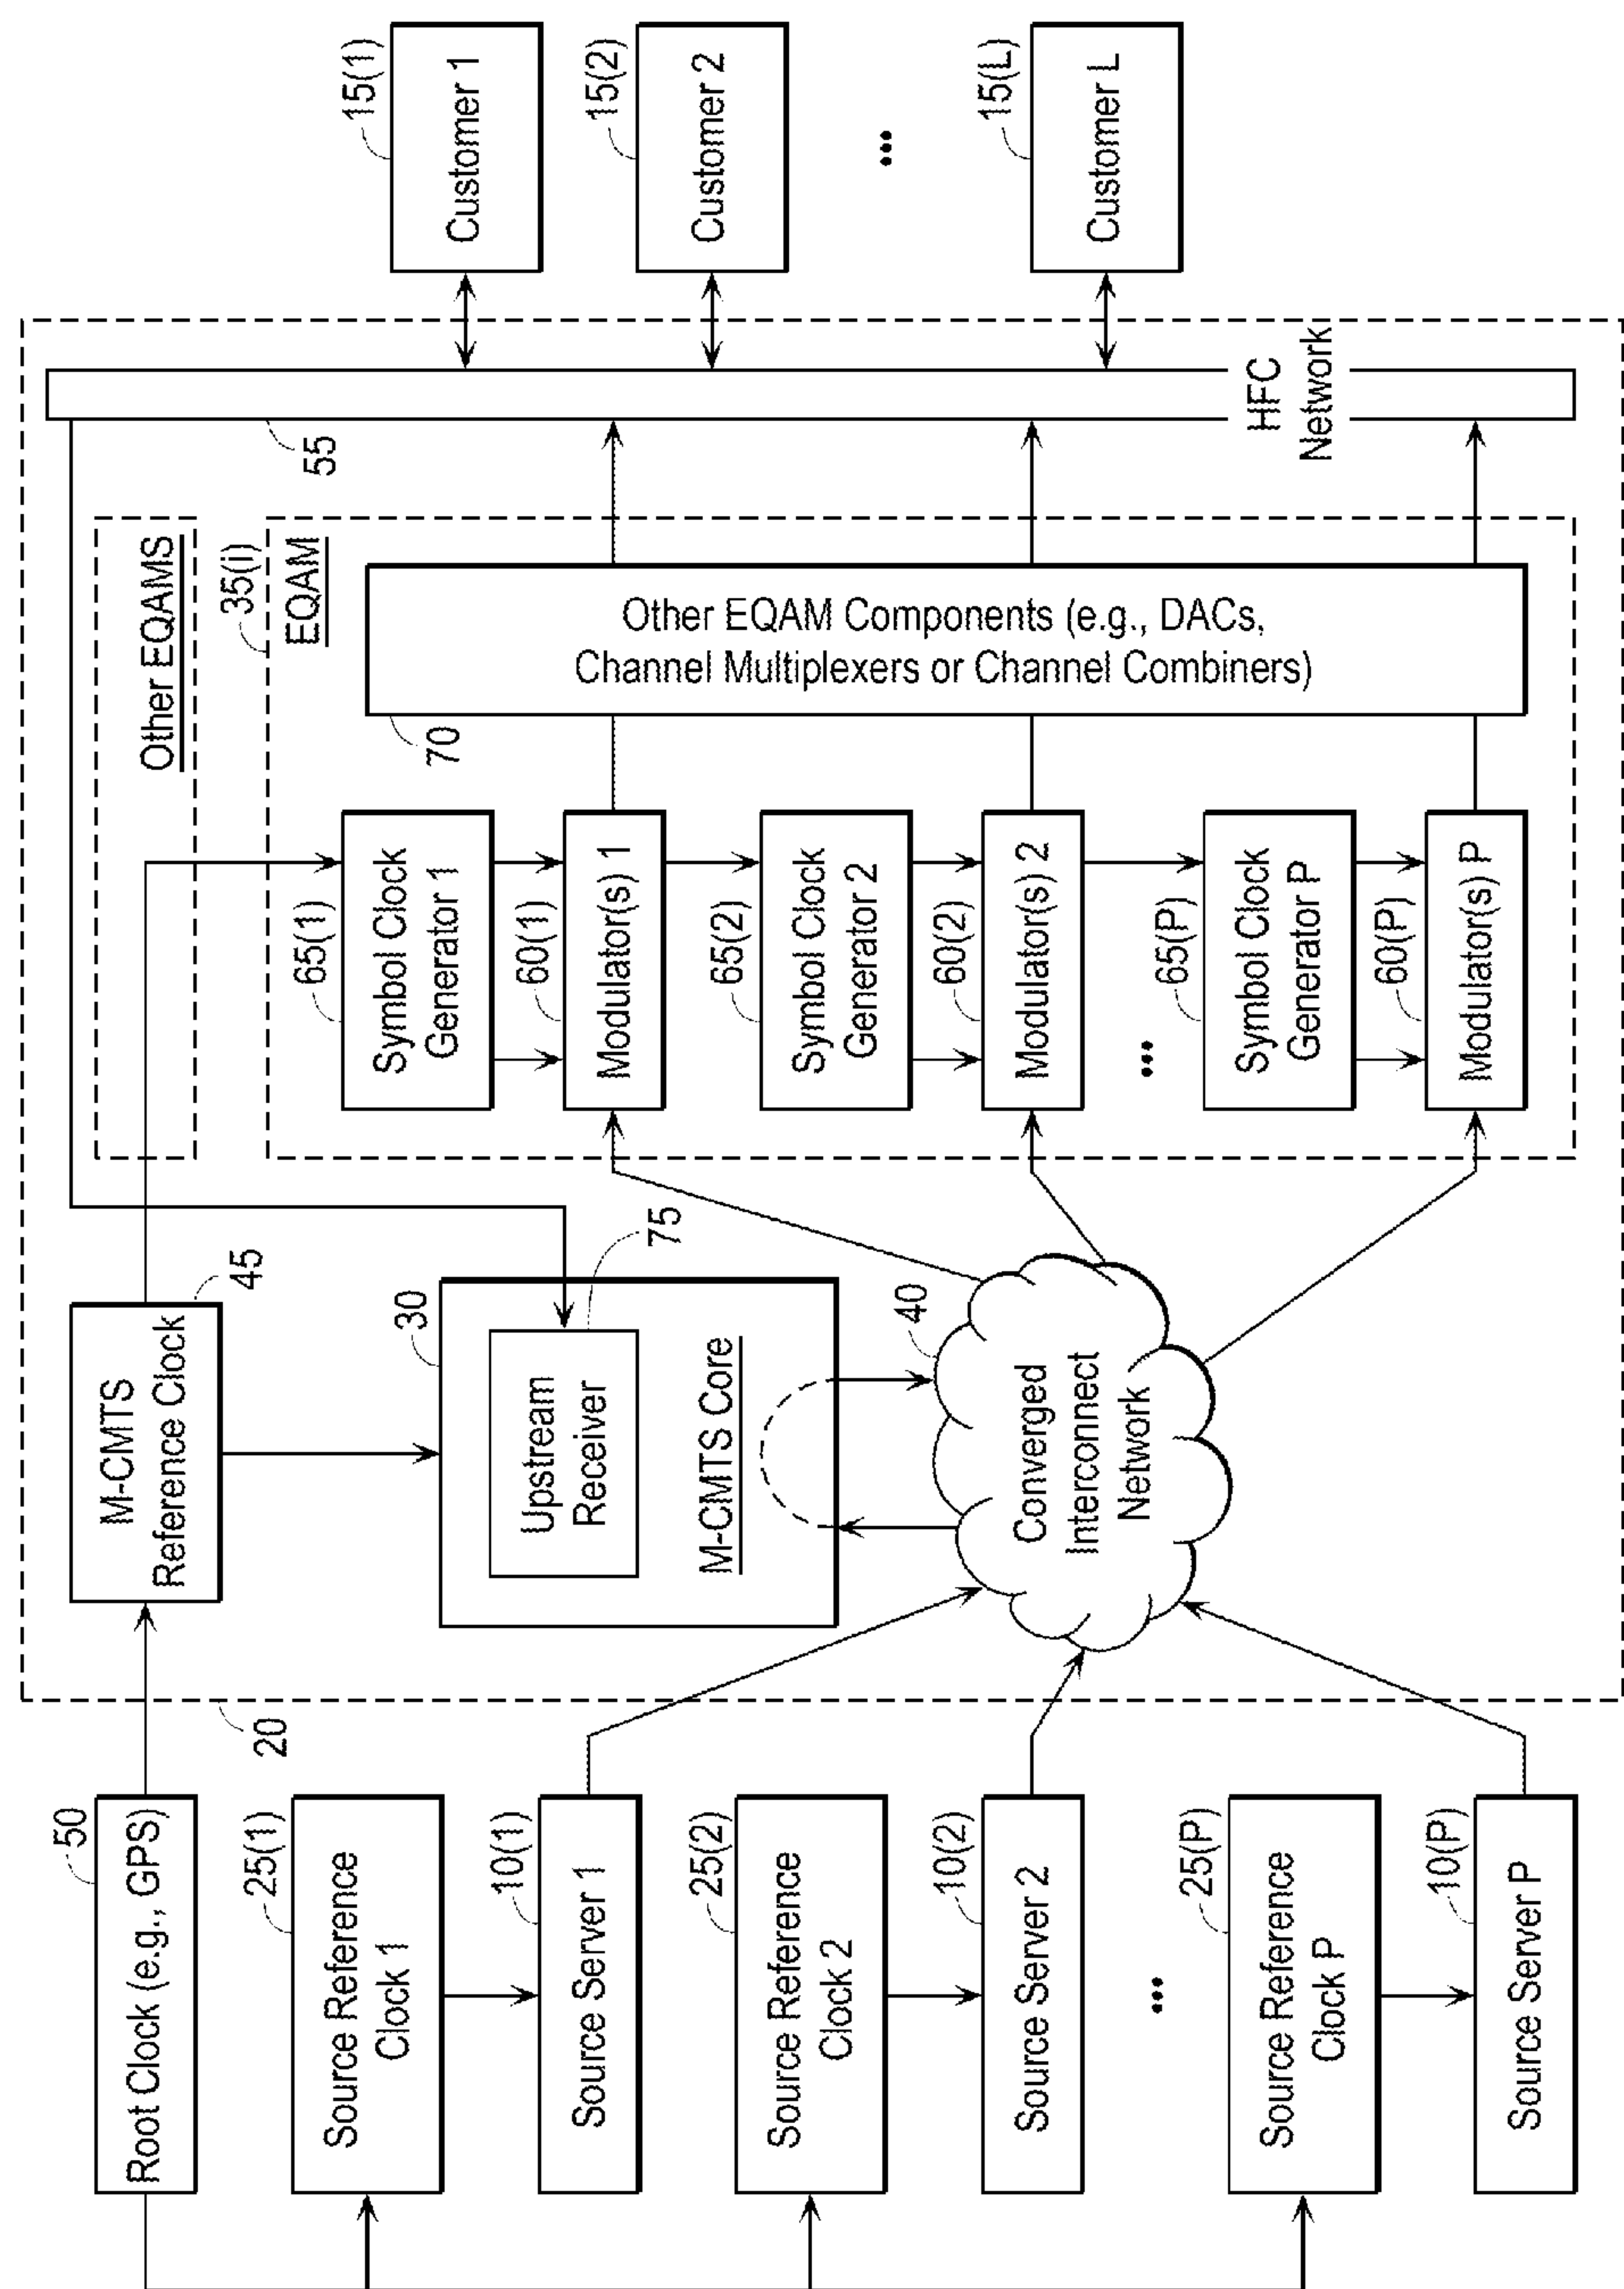 50
Root Clock (e.g., GPS)
25(1)
Source Reference
Clock 1
10(1)
Source Server 1
25(2)
Source Reference
Clock 2
10(2)
Source Server 2
...
25(P)
Source Reference
Clock P
10(P)
Source Server P
20
M-CMTS
Reference Clock
45
30
Upstream
Receiver
75
M-CMTS Core
40
Converged
Interconnect
Network
Other EQAMS
35(i)
EQAM
65(1)
Symbol Clock
Generator 1
60(1)
Modulator(s) 1
65(2)
Symbol Clock
Generator 2
60(2)
Modulator(s) 2
...
65(P)
Symbol Clock
Generator P
60(P)
Modulator(s) P
70
Other EQAM Components (e.g., DACs,
Channel Multiplexers or Channel Combiners)
55
HFC
Network
15(1)
Customer 1
15(2)
Customer 2
...
15(L)
Customer L